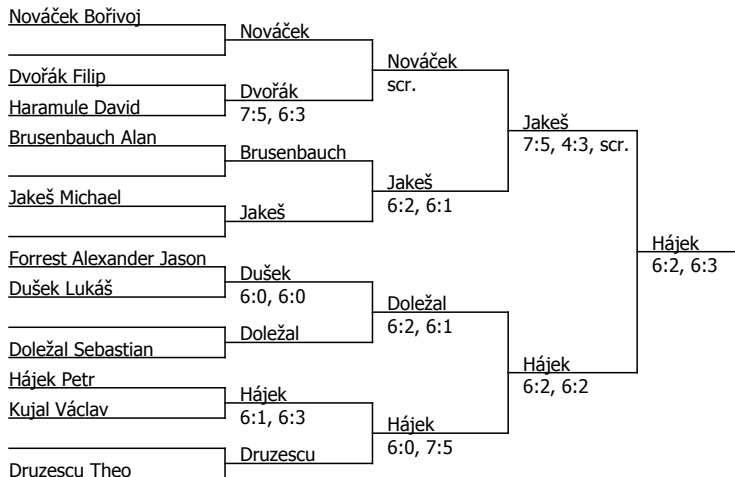 Nováček Bořivoj
Dvořák Filip
Haramule David
Brusenbauch Alan
Jakeš Michael
Forrest Alexander Jason
Dušek Lukáš
Doležal Sebastian
Hájek Petr
Kujal Václav
Druzescu Theo
Nováček
Dvořák
7:5, 6:3
Brusenbauch
Jakeš
Dušek
6:0, 6:0
Doležal
Hájek
6:1, 6:3
Druzescu
Nováček
scr.
Jakeš
6:2, 6:1
Doležal
6:2, 6:1
Hájek
6:0, 7:5
Jakeš
7:5, 4:3, scr.
Hájek
6:2, 6:2
Hájek
6:2, 6:3